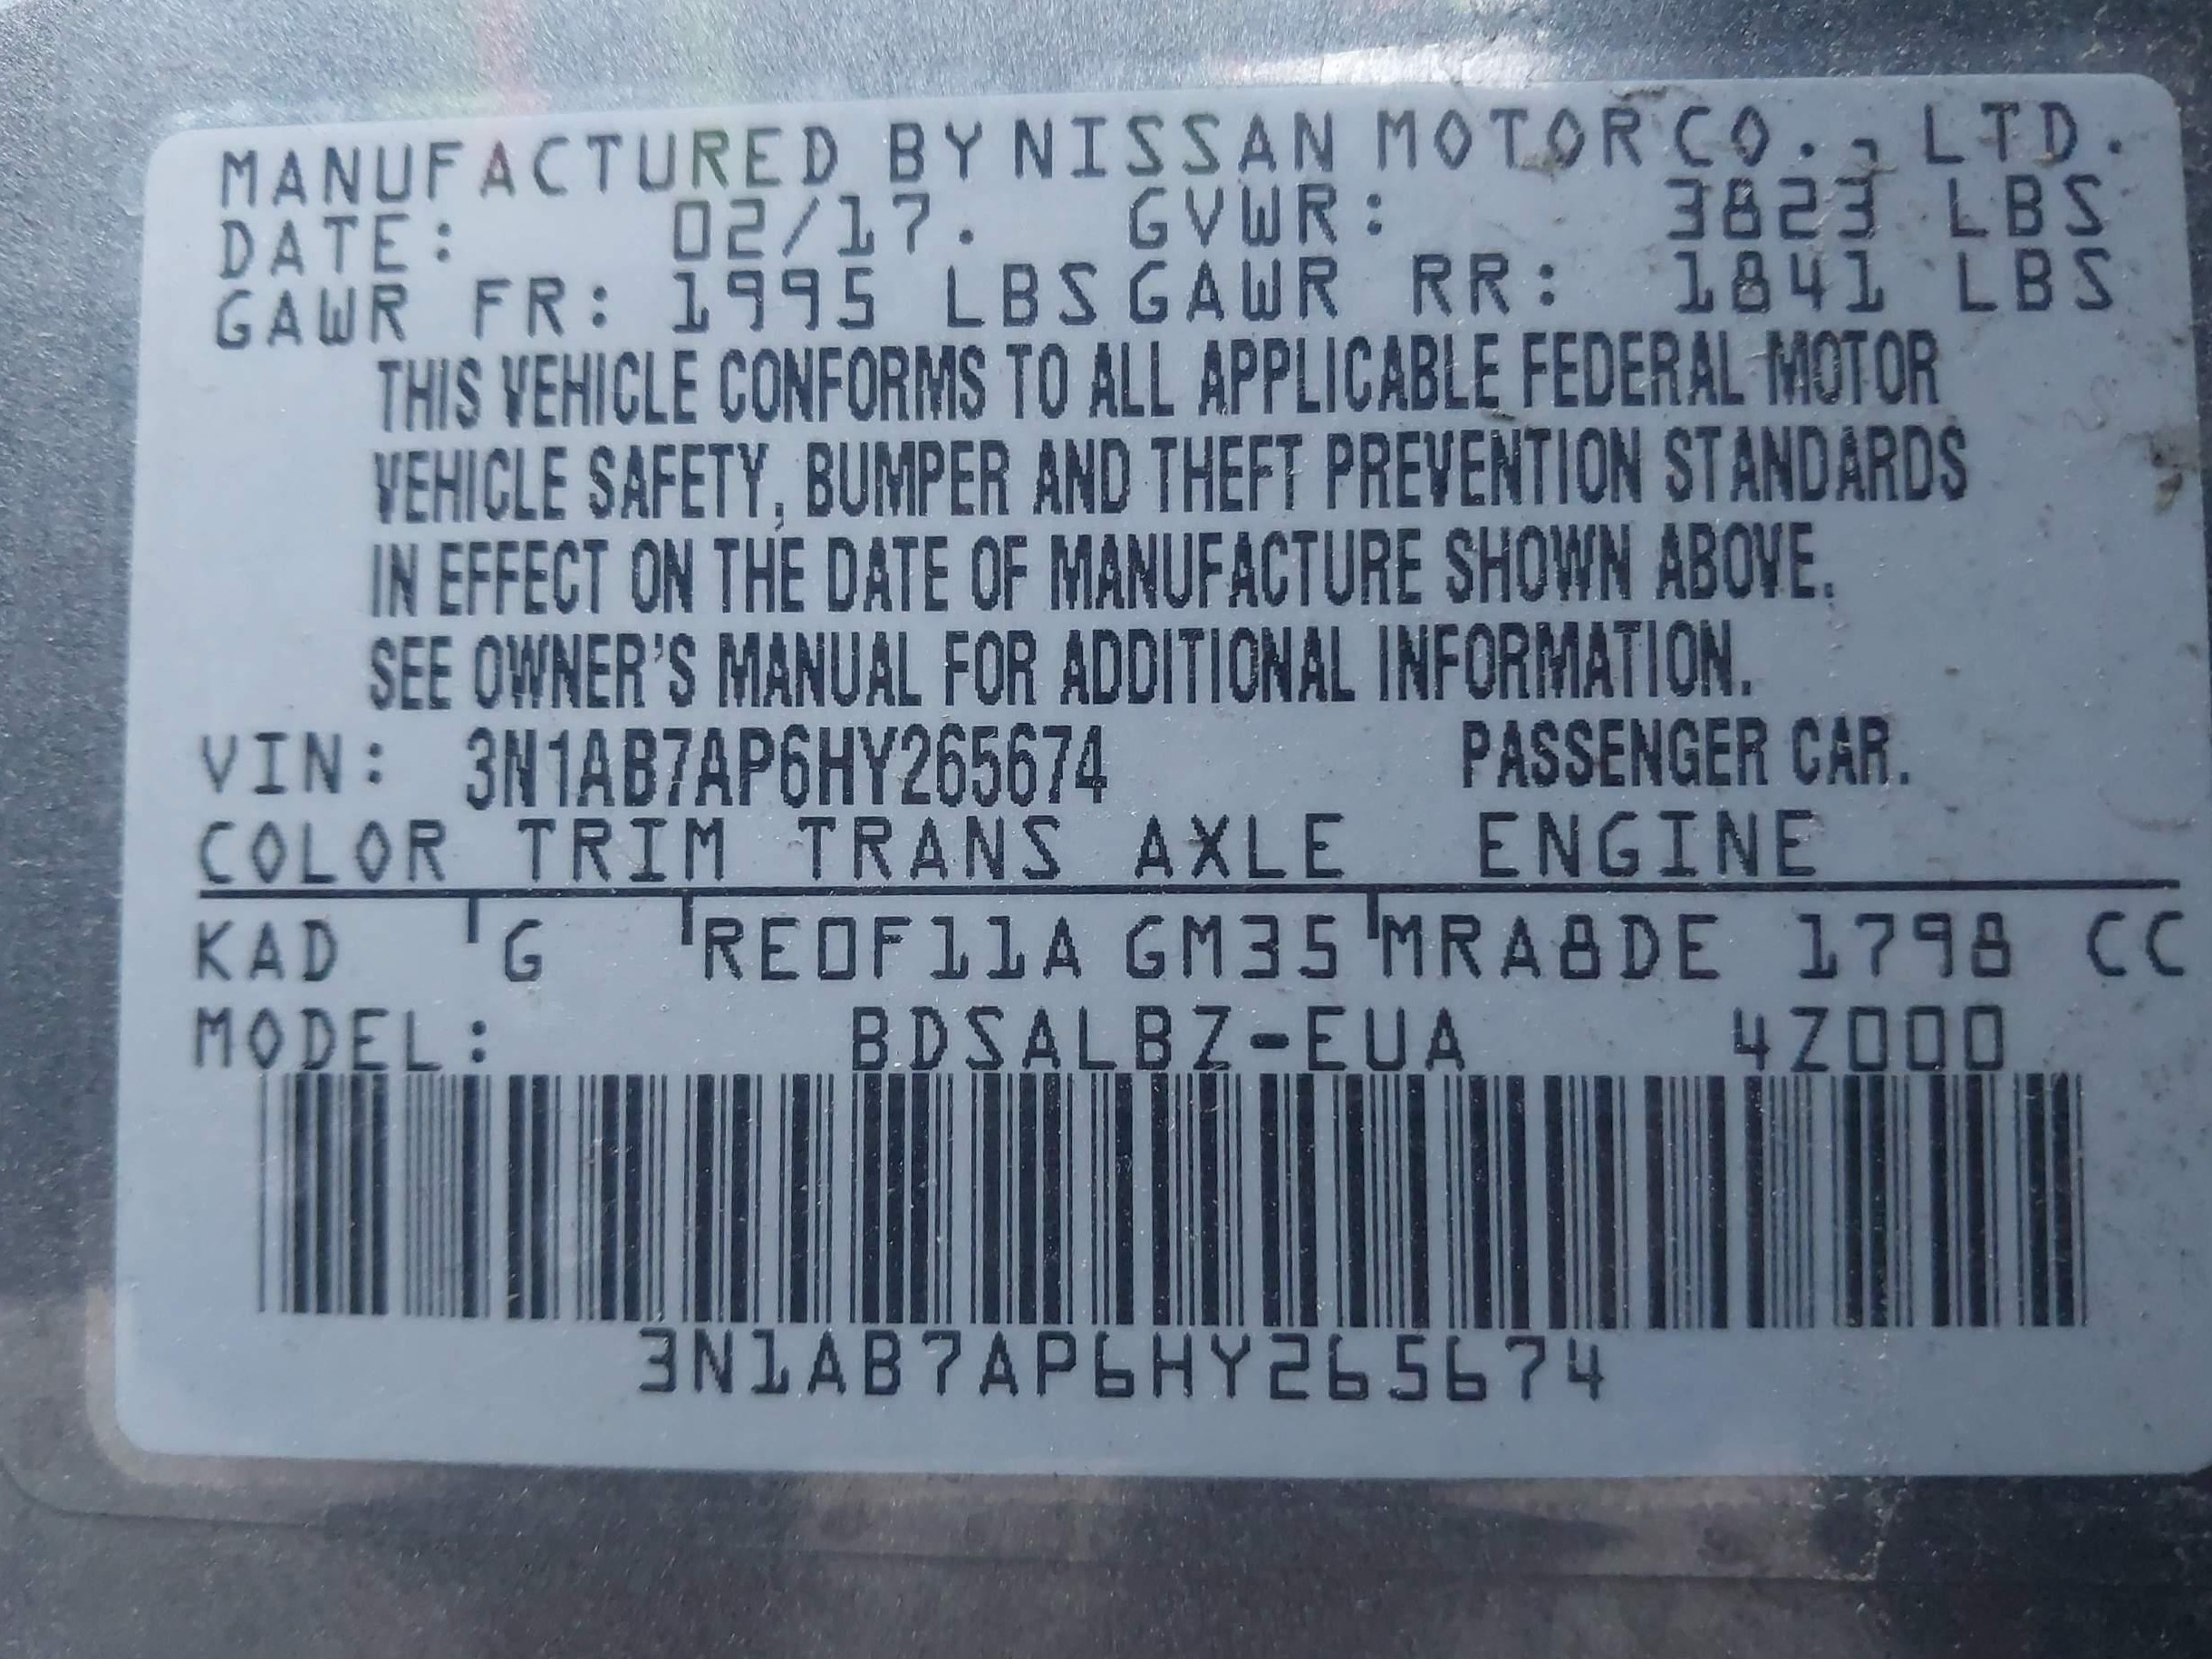 MANUFACTURED BY NISSAN MOTOR CO., LTD.
DATE: 02/17. GVWR: 3823 LBS
GAWR FR: 1995 LBS GAWR RR: 1841 LBS
THIS VEHICLE CONFORMS TO ALL APPLICABLE FEDERAL MOTOR
VEHICLE SAFETY, BUMPER AND THEFT PREVENTION STANDARDS
IN EFFECT ON THE DATE OF MANUFACTURE SHOWN ABOVE.
SEE OWNER'S MANUAL FOR ADDITIONAL INFORMATION.
VIN: 3N1AB7AP6HY265674 PASSENGER CAR.
COLOR TRIM TRANS AXLE ENGINE
KAD G RE0F11A GM35 MRA8DE 1798 CC
MODEL: BDSALBZ-EUA 4Z000
3N1AB7AP6HY265674